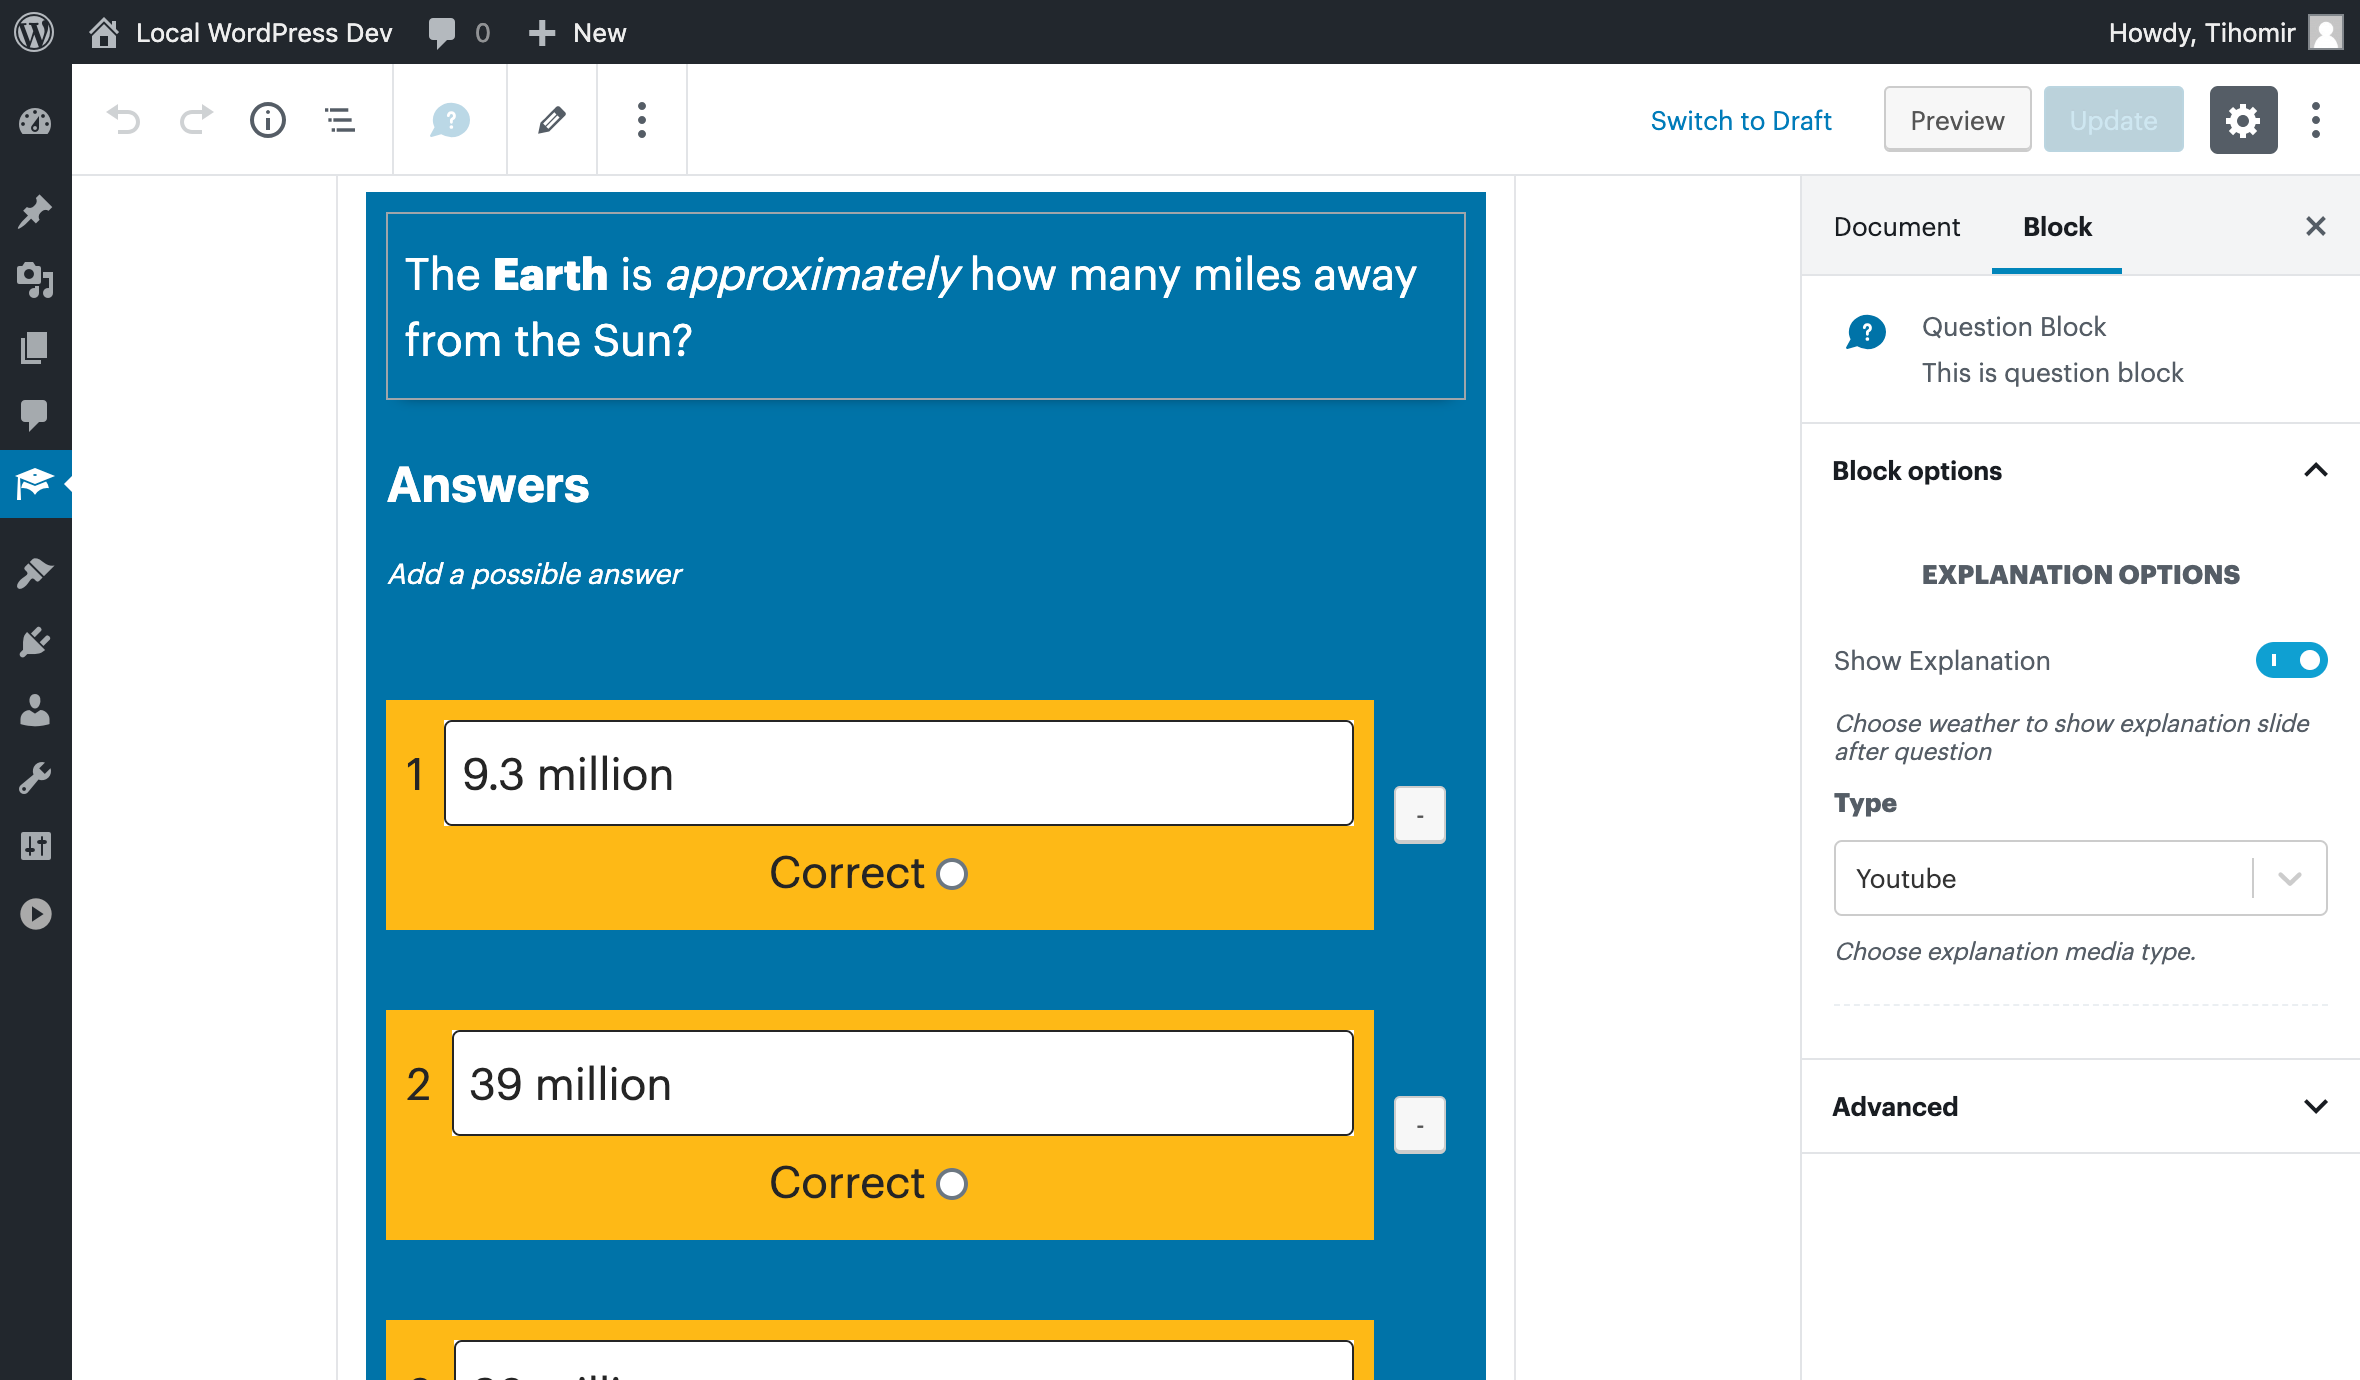 Local WordPress Dev 0 New Howdy, Tihomir
Switch to Draft Preview Update
The Earth is approximately how many miles away
from the Sun?
Answers
Add a possible answer
1 9.3 million
-
Correct
2 39 million
-
Correct
Document Block
Question Block
This is question block
Block options
EXPLANATION OPTIONS
Show Explanation
Choose weather to show explanation slide
after question
Type
Youtube
Choose explanation media type.
Advanced